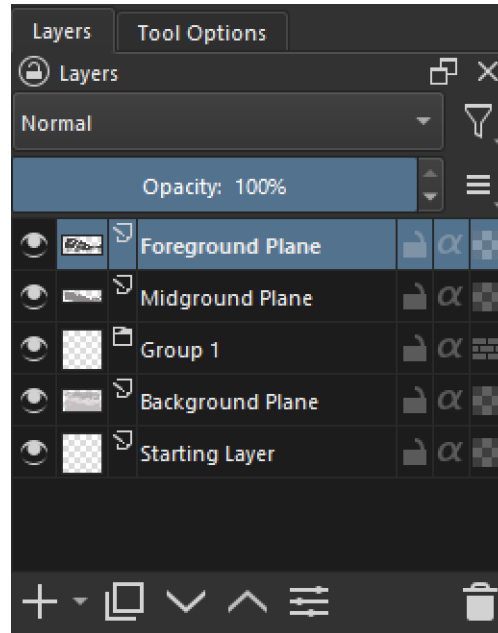 Layers
Tool Options
Layers
Normal
Opacity: 100%
Foreground Plane
α
Midground Plane
α
Group 1
α
Background Plane
α
Starting Layer
α